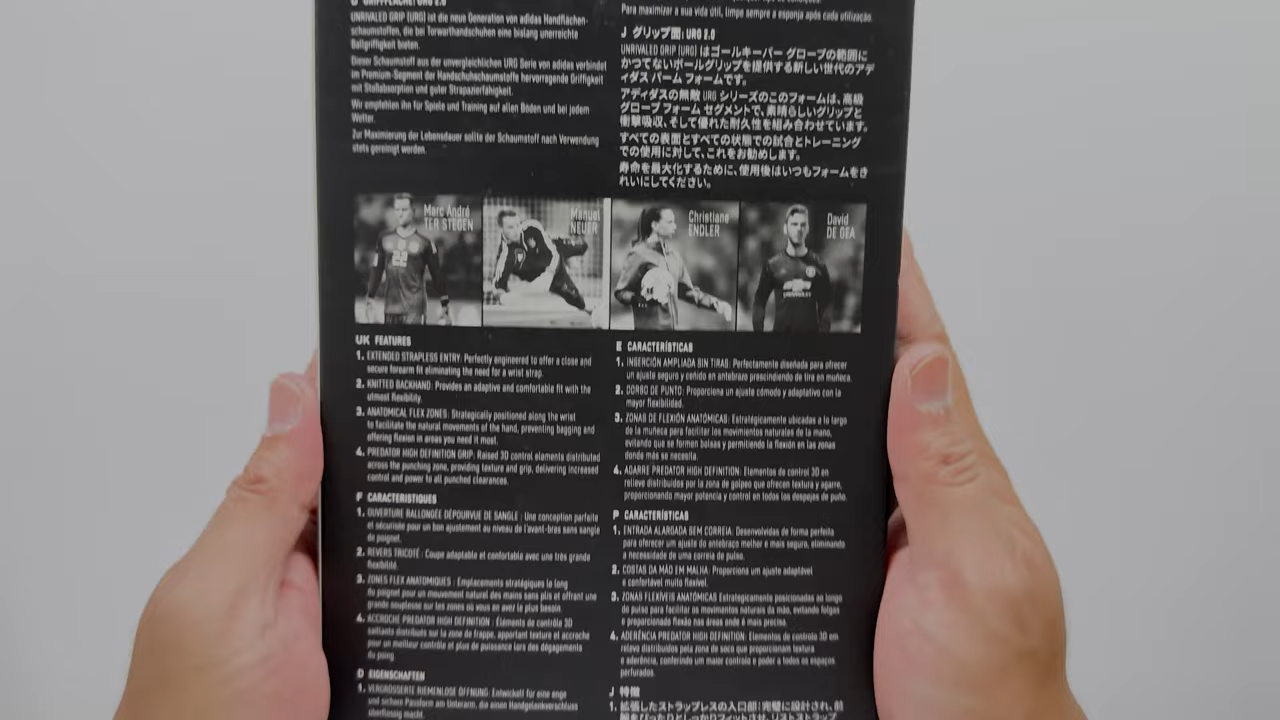 D GRIFFFLÄCHE: URG 2.0
UNRIVALED GRIP (URG) ist die neue Generation von adidas Handflächen-
schaumstoffen, die bei Torwarthandschuhen eine bislang unerreichte
Ballgriffigkeit bieten.
Dieser Schaumstoff aus der unvergleichlichen URG Serie von adidas verbindet
im Premium-Segment der Handschuhschaumstoffe hervorragende Griffigkeit
mit Stoßabsorption und guter Strapazierfähigkeit.
Wir empfehlen ihn für Spiele und Training auf allen Böden und bei jedem
Wetter.
Zur Maximierung der Lebensdauer sollte der Schaumstoff nach Verwendung
stets gereinigt werden.
Para maximizar a sua vida útil, limpe sempre a esponja após cada utilização.
J グリップ面: URG 2.0
UNRIVALED GRIP (URG) はゴールキーパー グローブの範囲に
かつてないボールグリップを提供する新しい世代のアデ
ィダス パーム フォームです。
アディダスの無敵 URG シリーズのこのフォームは、高級
グローブ フォーム セグメントで、素晴らしいグリップと
衝撃吸収、そして優れた耐久性を組み合わせています。
すべての表面とすべての状態での試合とトレーニング
での使用に対して、これをお勧めします。
寿命を最大化するために、使用後はいつもフォームをき
れいにしてください。
Marc André
TER STEGEN
Manuel
NEUER
Christiane
ENDLER
David
DE GEA
UK FEATURES
1. EXTENDED STRAPLESS ENTRY: Perfectly engineered to offer a close and
secure forearm fit eliminating the need for a wrist strap.
2. KNITTED BACKHAND: Provides an adaptive and comfortable fit with the
utmost flexibility.
3. ANATOMICAL FLEX ZONES: Strategically positioned along the wrist
to facilitate the natural movements of the hand, preventing bagging and
offering flexion in areas you need it most.
4. PREDATOR HIGH DEFINITION GRIP: Raised 3D control elements distributed
across the punching zone, providing texture and grip, delivering increased
control and power to all punched clearances.
F CARACTERISTIQUES
1. OUVERTURE RALLONGÉE DÉPOURVUE DE SANGLE : Une conception parfaite
et sécurisée pour un bon ajustement au niveau de l'avant-bras sans sangle
de poignet.
2. REVERS TRICOTÉ : Coupe adaptable et confortable avec une très grande
flexibilité.
3. ZONES FLEX ANATOMIQUES : Emplacements stratégiques le long
du poignet pour un mouvement naturel des mains sans plis et offrant une
grande souplesse sur les zones où vous en avez le plus besoin.
4. ACCROCHE PREDATOR HIGH DEFINITION : Éléments de contrôle 3D
saillants distribués sur la zone de frappe, apportant texture et accroche
pour un meilleur contrôle et plus de puissance lors des dégagements
du poing.
D EIGENSCHAFTEN
1. VERGRÖSSERTE RIEMENLOSE ÖFFNUNG: Entwickelt für eine enge
und sichere Passform am Unterarm, die einen Handgelenkverschluss
überflüssig macht.
E CARACTERÍSTICAS
1. INSERCIÓN AMPLIADA SIN TIRAS: Perfectamente diseñada para ofrecer
un ajuste seguro y ceñido en antebrazo prescindiendo de tira en muñeca.
2. DORSO DE PUNTO: Proporciona un ajuste cómodo y adaptativo con la
mayor flexibilidad.
3. ZONAS DE FLEXIÓN ANATÓMICAS: Estratégicamente ubicadas a lo largo
de la muñeca para facilitar los movimientos naturales de la mano,
evitando que se formen bolsas y permitiendo la flexión en las zonas
donde más se necesita.
4. AGARRE PREDATOR HIGH DEFINITION: Elementos de control 3D en
relieve distribuidos por la zona de golpeo que ofrecen textura y agarre,
proporcionando mayor potencia y control en todos los despejes de puño.
P CARACTERÍSTICAS
1. ENTRADA ALARGADA SEM CORREIA: Desenvolvidas de forma perfeita
para oferecer um ajuste do antebraço melhor e mais seguro, eliminando
a necessidade de uma correia de pulso.
2. COSTAS DA MÃO EM MALHA: Proporciona um ajuste adaptável
e confortável muito flexível.
3. ZONAS FLEXÍVEIS ANATÓMICAS Estrategicamente posicionadas ao longo
do pulso para facilitar os movimentos naturais da mão, evitando folgas
e proporcionado flexão nas áreas onde é mais preciso.
4. ADERÊNCIA PREDATOR HIGH DEFINITION: Elementos de controlo 3D em
relevo distribuídos pela zona de soco que proporcionam textura
e aderência, conferindo um maior controlo e poder a todos os espaços
perfurados.
J 特徴
1. 拡張したストラップレスの入口部: 完璧に設計され、前
腕をぴったりとしっかりフィットさせ、リストストラップ